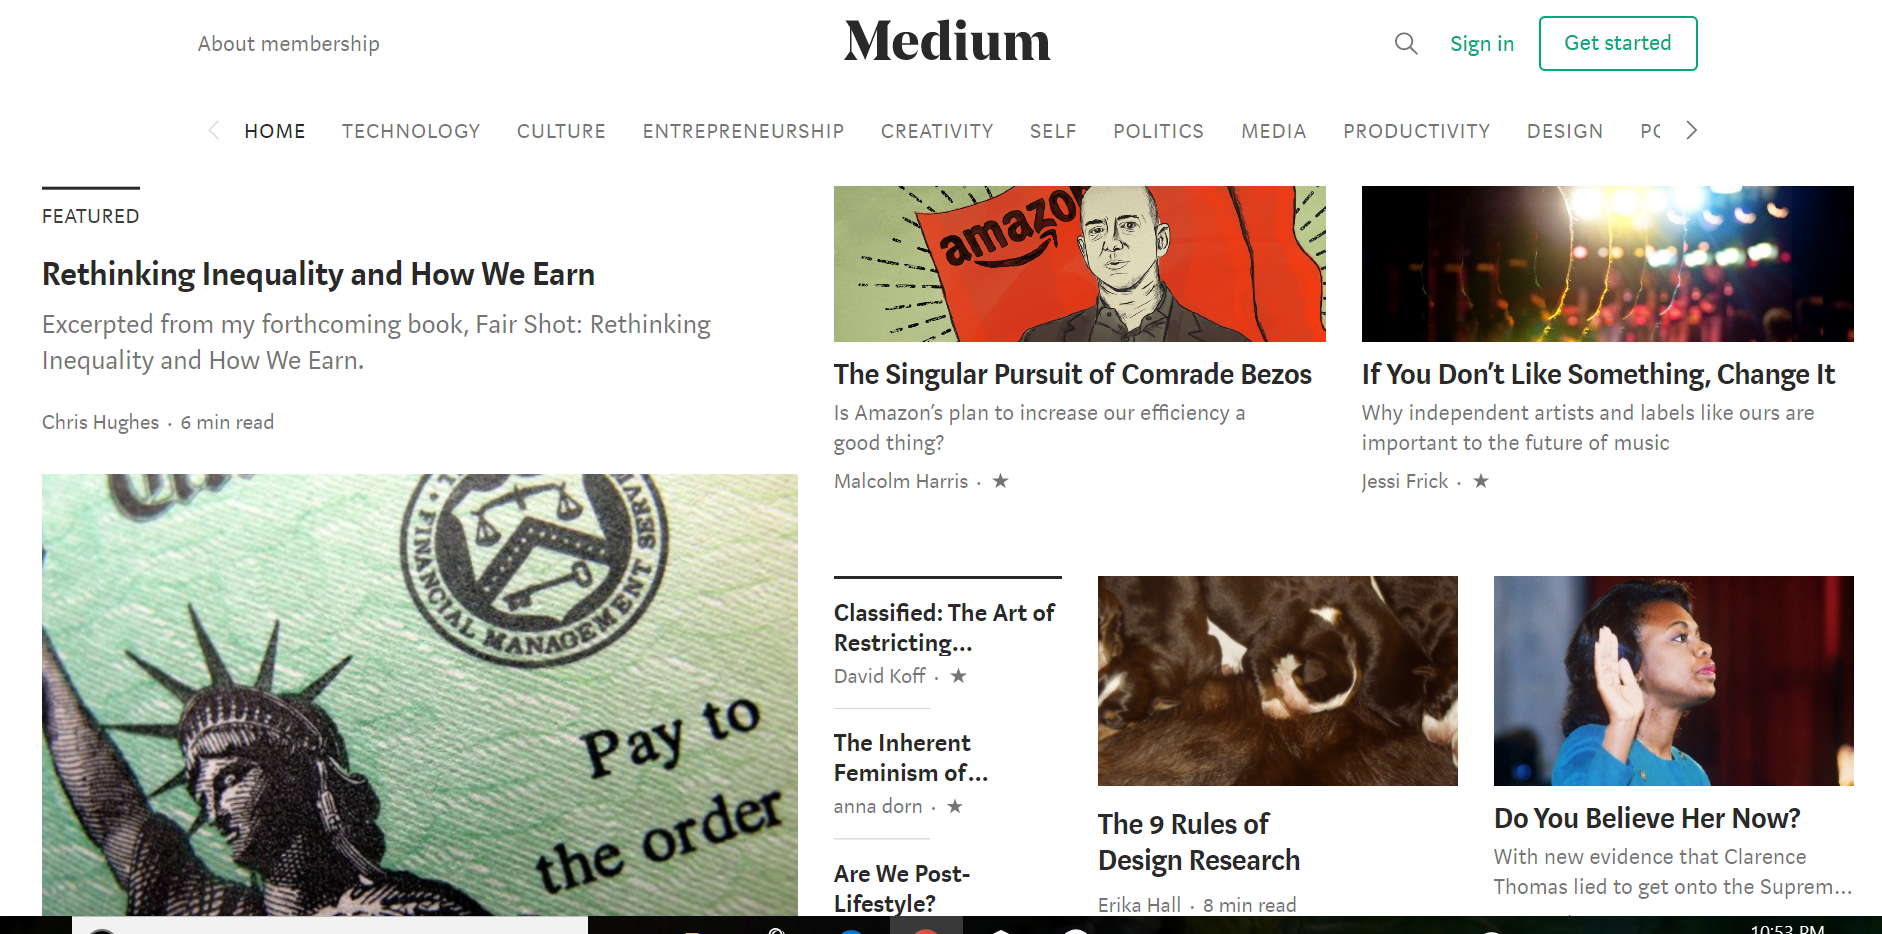 About membership
Medium
Sign in
Get started
HOME
TECHNOLOGY
CULTURE
ENTREPRENEURSHIP
CREATIVITY
SELF
POLITICS
MEDIA
PRODUCTIVITY
DESIGN
FEATURED
Rethinking Inequality and How We Earn
Excerpted from my forthcoming book, Fair Shot: Rethinking
Inequality and How We Earn.
Chris Hughes · 6 min read
FINANCIAL MANAGEMENT
Pay to
the order
amazo
The Singular Pursuit of Comrade Bezos
Is Amazon’s plan to increase our efficiency a
good thing?
Malcolm Harris · ★
If You Don’t Like Something, Change It
Why independent artists and labels like ours are
important to the future of music
Jessi Frick · ★
Classified: The Art of
Restricting...
David Koff · ★
The Inherent
Feminism of...
anna dorn · ★
Are We Post-
Lifestyle?
The 9 Rules of
Design Research
Erika Hall · 8 min read
Do You Believe Her Now?
With new evidence that Clarence
Thomas lied to get onto the Suprem...
10:53 PM